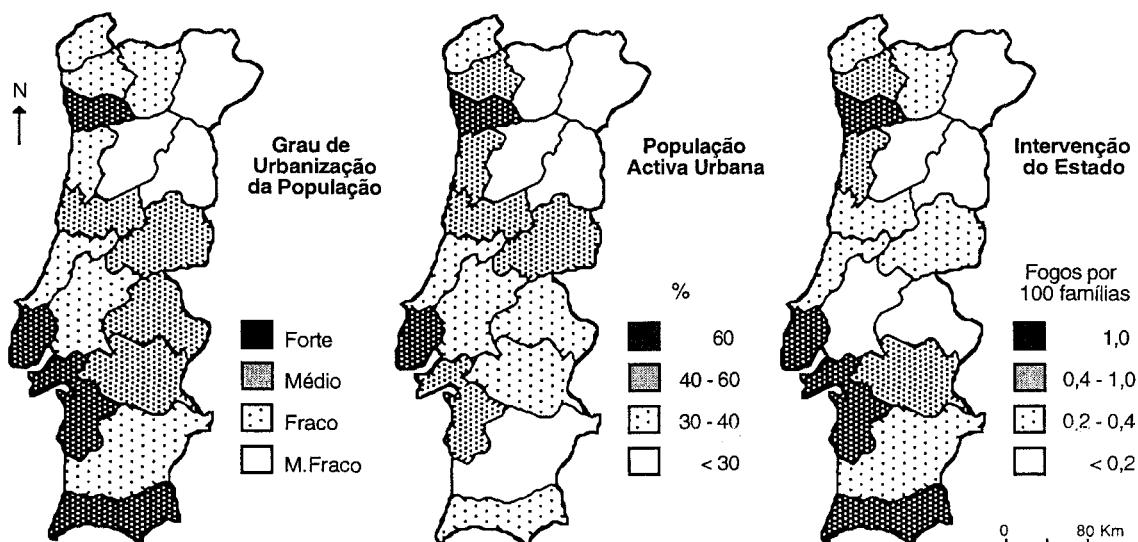 N
Grau de
Urbanização
da População
Forte
Médio
Fraco
M.Fraco
População
Activa Urbana
%
60
40 - 60
30 - 40
< 30
Intervenção
do Estado
Fogos por
100 famílias
1,0
0,4 - 1,0
0,2 - 0,4
< 0,2
0 80 Km